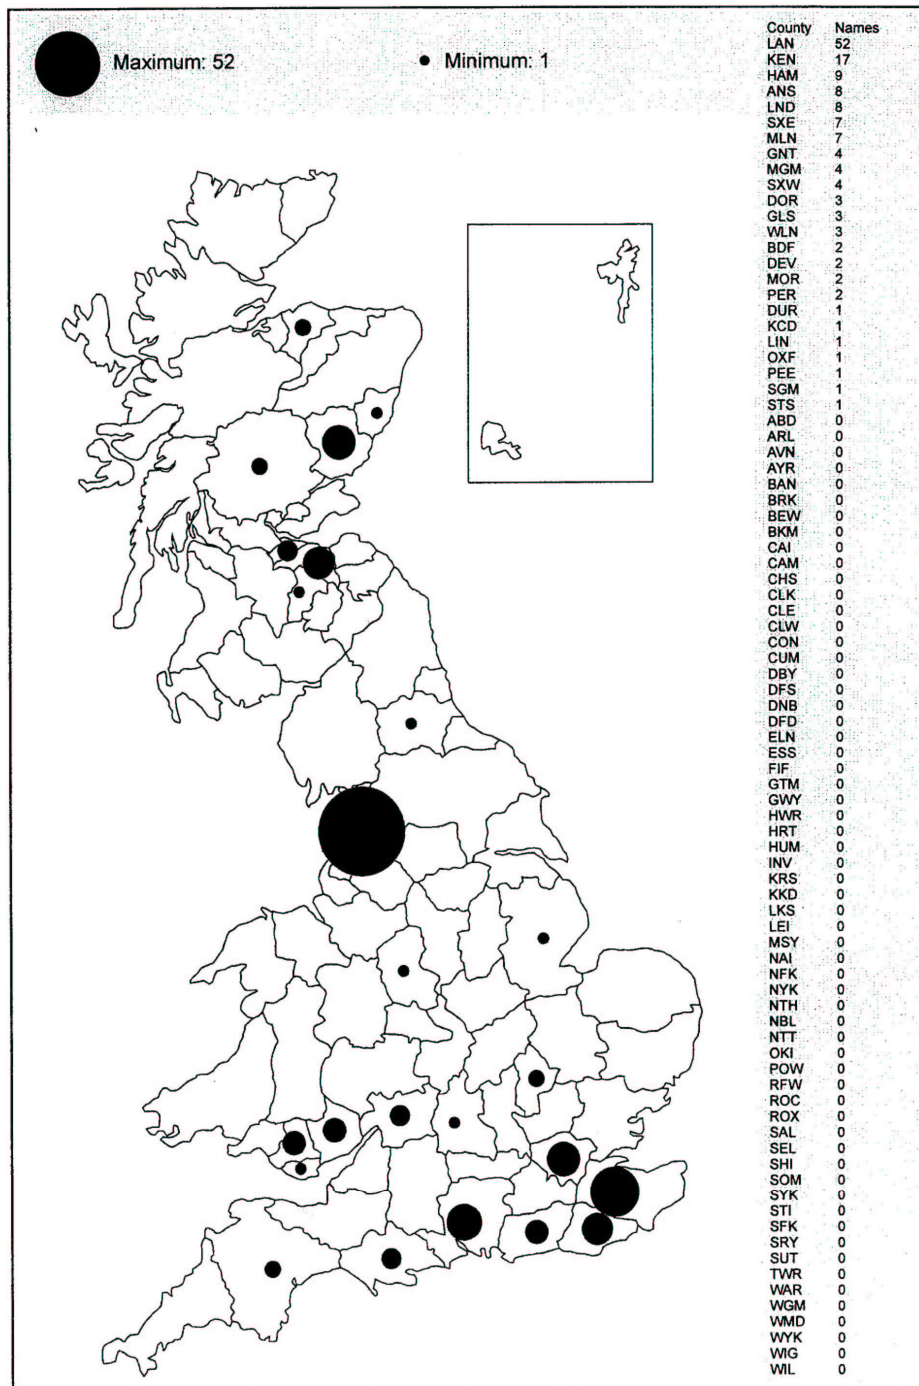 Maximum: 52
Minimum: 1
County Names
LAN 52
KEN 17
HAM 9
ANS 8
LND 8
SXE 7
MLN 7
GNT 4
MGM 4
SXW 4
DOR 3
GLS 3
WLN 3
BDF 2
DEV 2
MOR 2
PER 2
DUR 1
KCD 1
LIN 1
OXF 1
PEE 1
SGM 1
STS 1
ABD 0
ARL 0
AVN 0
AYR 0
BAN 0
BRK 0
BEW 0
BKM 0
CAI 0
CAM 0
CHS 0
CLK 0
CLE 0
CLW 0
CON 0
CUM 0
DBY 0
DFS 0
DNB 0
DFD 0
ELN 0
ESS 0
FIF 0
GTM 0
GWY 0
HWR 0
HRT 0
HUM 0
INV 0
KRS 0
KKD 0
LKS 0
LEI 0
MSY 0
NAI 0
NFK 0
NYK 0
NTH 0
NBL 0
NTT 0
OKI 0
POW 0
RFW 0
ROC 0
ROX 0
SAL 0
SEL 0
SHI 0
SOM 0
SYK 0
STI 0
SFK 0
SRY 0
SUT 0
TWR 0
WAR 0
WGM 0
WMD 0
WYK 0
WIG 0
WIL 0